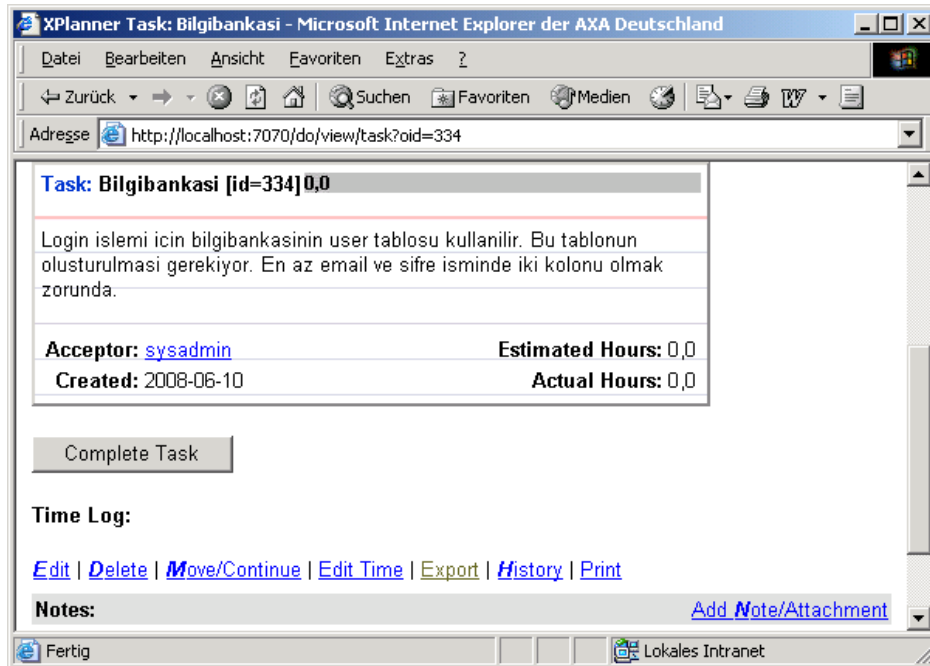 XPlanner Task: Bilgibankasi - Microsoft Internet Explorer der AXA Deutschland
Datei Bearbeiten Ansicht Favoriten Extras ?
Zurück Suchen Favoriten Medien
Adresse http://localhost:7070/do/view/task?oid=334
Task: Bilgibankasi [id=334] 0,0
Login islemi icin bilgibankasinin user tablosu kullanilir. Bu tablonun
olusturulmasi gerekiyor. En az email ve sifre isminde iki kolonu olmak
zorunda.
Acceptor: sysadmin Estimated Hours: 0,0
Created: 2008-06-10 Actual Hours: 0,0
Complete Task
Time Log:
Edit | Delete | Move/Continue | Edit Time | Export | History | Print
Notes: Add Note/Attachment
Fertig Lokales Intranet